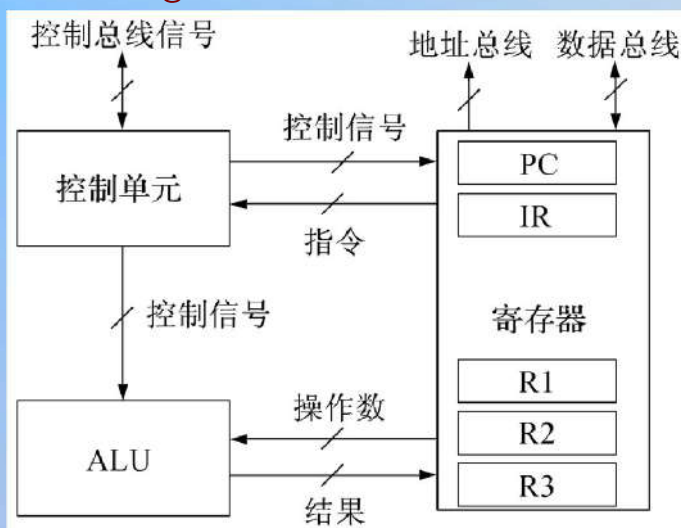 控制总线信号
地址总线 数据总线
控制信号
PC
控制单元
IR
指令
控制信号
寄存器
R1
操作数
R2
ALU
R3
结果